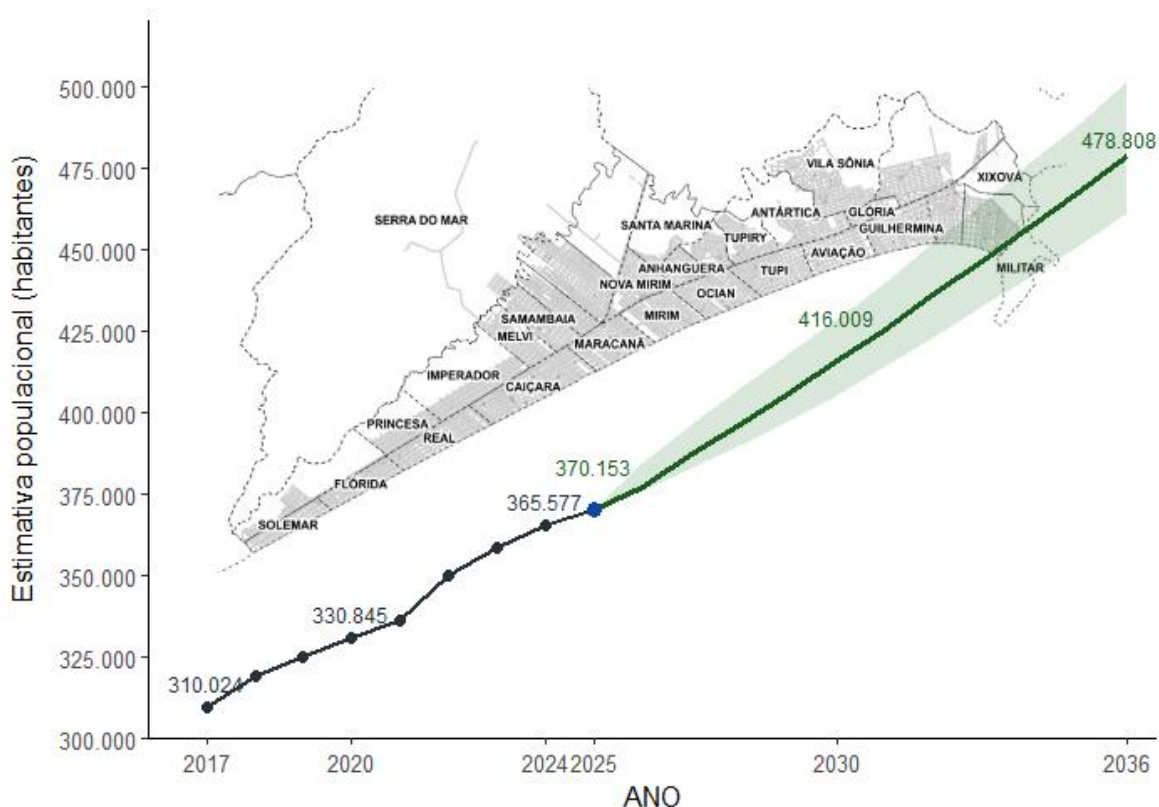 Estimativa populacional (habitantes)
500.000
475.000
450.000
425.000
400.000
375.000
350.000
325.000
300.000
478.808
VILA SÔNIA
XIXOVÁ
SERRA DO MAR
ANTÁRTICA
GLÓRIA
SANTA MARINA
TUPIRY
GUILHERMINA
AVIAÇÃO
ANHANGUERA
TUPI
MILITAR
NOVA MIRIM
OCIAN
SAMAMBAIA
MIRIM
416.009
MELVI
MARACANÃ
IMPERADOR
CAIÇARA
PRINCESA
REAL
370.153
FLÓRIDA
365.577
SOLEMAR
330.845
310.024
2017
2020
2024
2025
2030
2036
ANO